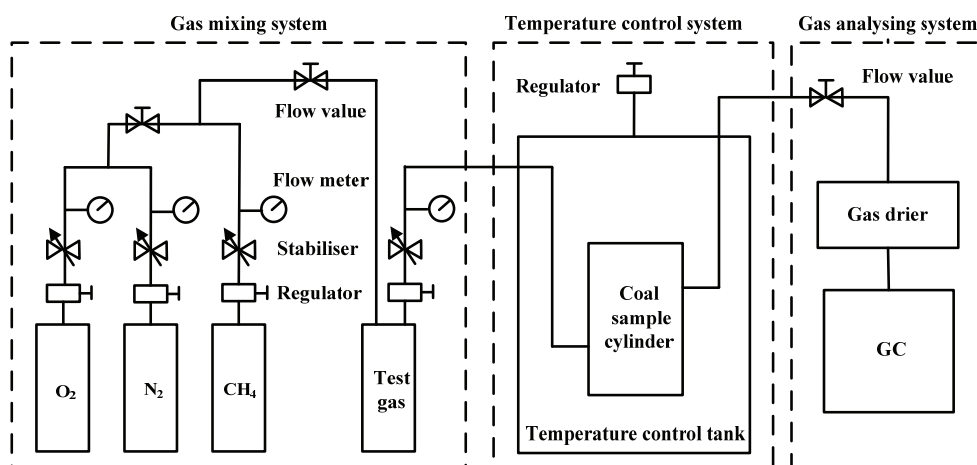 Gas mixing system
Temperature control system
Gas analysing system
Flow value
Flow meter
Stabiliser
Regulator
O₂
N₂
CH₄
Test
gas
Regulator
Coal
sample
cylinder
Temperature control tank
Flow value
Gas drier
GC